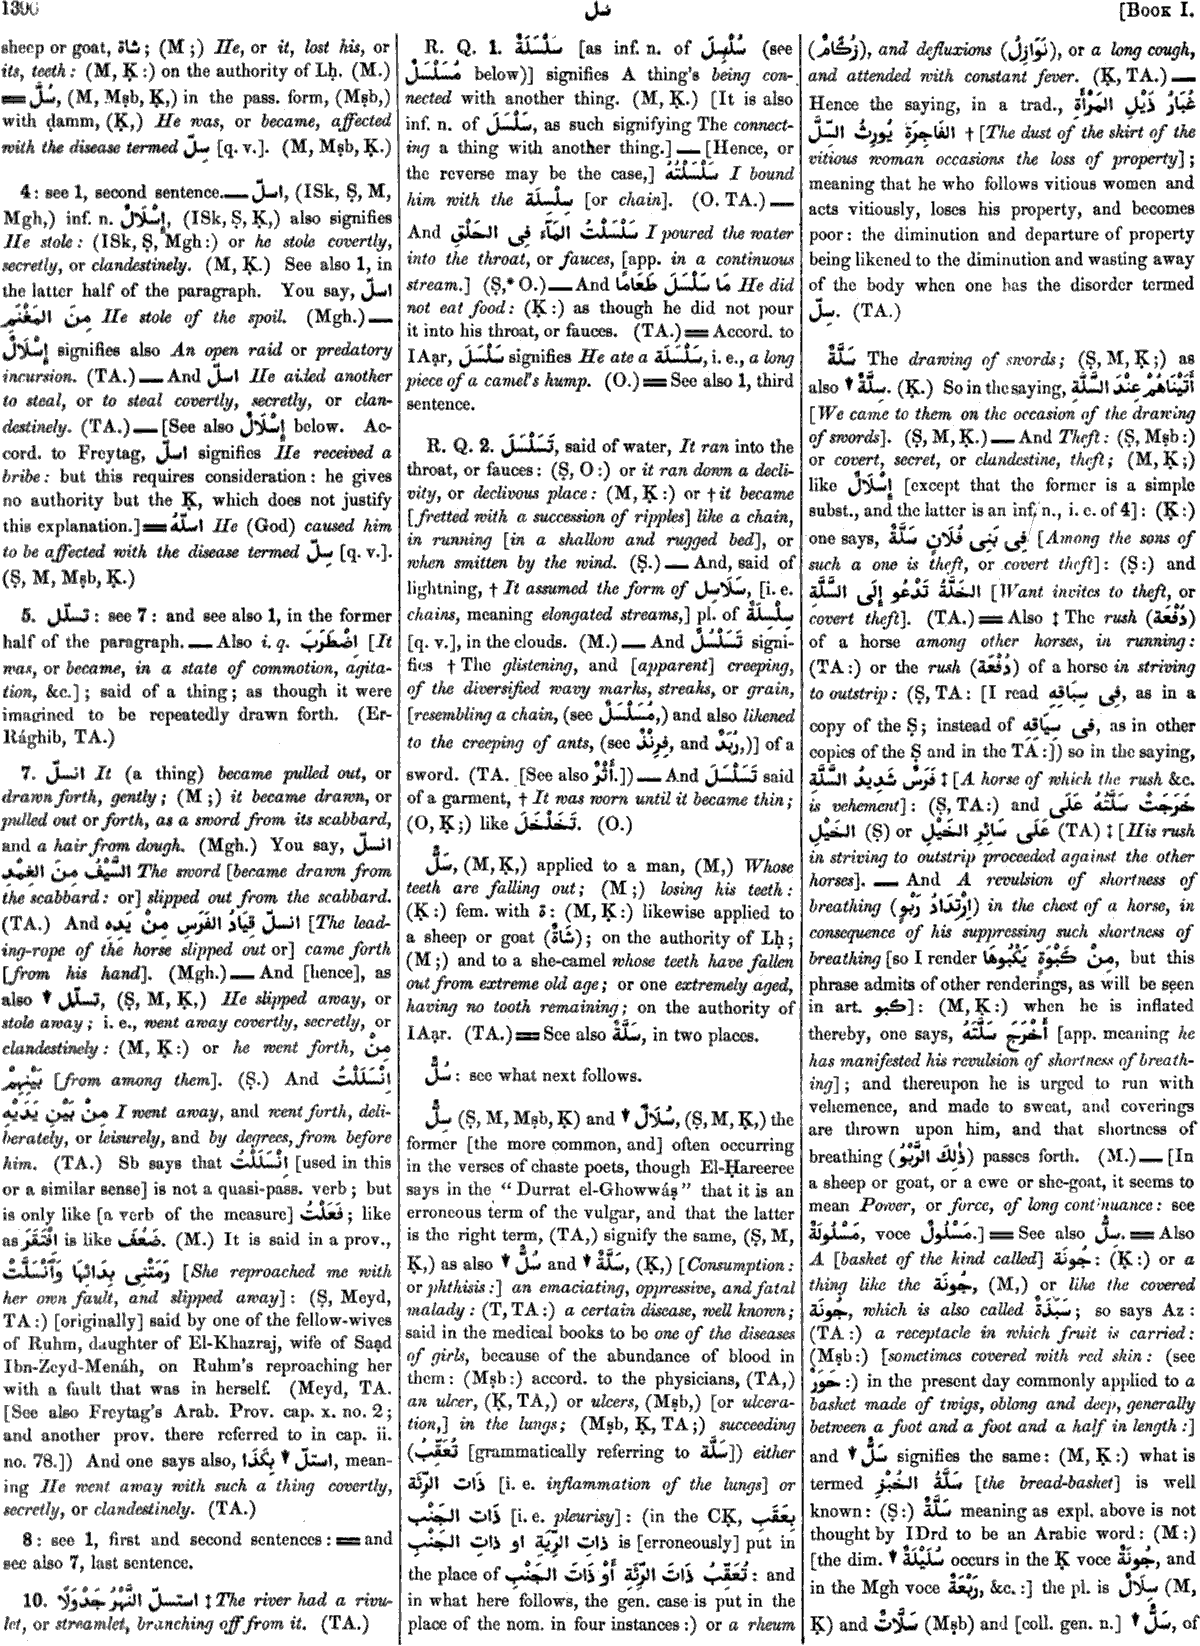 1396
سل
[BOOK I.
sheep or goat, شاة; (M;) He, or it, lost his, or
its, teeth: (M, Ḳ:) on the authority of Lḥ. (M.)
═ سُلَّ, (M, Mṣb, Ḳ,) in the pass. form, (Mṣb,)
with ḍamm, (Ḳ,) He was, or became, affected
with the disease termed سِلّ [q. v.]. (M, Mṣb, Ḳ.)
4: see 1, second sentence.— اسلّ, (ISk, Ṣ, M,
Mgh,) inf. n. إِسْلَالٌ, (ISk, Ṣ, Ḳ,) also signifies
He stole: (ISk, Ṣ, Mgh:) or he stole covertly,
secretly, or clandestinely. (M, Ḳ.) See also 1, in
the latter half of the paragraph. You say, اسلّ
مِنَ المَغْنَمِ He stole of the spoil. (Mgh.)—
إِسْلَالٌ signifies also An open raid or predatory
incursion. (TA.)— And اسلّ He aided another
to steal, or to steal covertly, secretly, or clan-
destinely. (TA.)— [See also إِسْلَالٌ below. Ac-
cord. to Freytag, اسلّ signifies He received a
bribe: but this requires consideration: he gives
no authority but the Ḳ, which does not justify
this explanation.]═ اسلّهُ He (God) caused him
to be affected with the disease termed سِلّ [q. v.].
(Ṣ, M, Mṣb, Ḳ.)
5. تسلّل: see 7: and see also 1, in the former
half of the paragraph.— Also i. q. اِضْطَرَبَ [It
was, or became, in a state of commotion, agita-
tion, &c.]; said of a thing; as though it were
imagined to be repeatedly drawn forth. (Er-
Rághib, TA.)
7. انسلّ It (a thing) became pulled out, or
drawn forth, gently; (M;) it became drawn, or
pulled out or forth, as a sword from its scabbard,
and a hair from dough. (Mgh.) You say, انسلّ
السَّيْفُ مِنَ الغِمْدِ The sword [became drawn from
the scabbard: or] slipped out from the scabbard.
(TA.) And انسلّ قِيَادُ الفَرَسِ مِنْ يَدِهِ [The lead-
ing-rope of the horse slipped out or] came forth
[from his hand]. (Mgh.)— And [hence], as
also ▼ تسلّل, (Ṣ, M, Ḳ,) He slipped away, or
stole away; i. e., went away covertly, secretly, or
clandestinely: (M, Ḳ:) or he went forth, مِنْ
بَيْنِهِمْ [from among them]. (Ṣ.) And اِنْسَلَلْتُ
مِنْ بَيْنِ يَدَيْهِ I went away, and went forth, deli-
berately, or leisurely, and by degrees, from before
him. (TA.) Sb says that اِنْسَلَلْتُ [used in this
or a similar sense] is not a quasi-pass. verb; but
is only like [a verb of the measure] فَعَلْتُ; like
as اِفْتَقَرَ is like ضَعُفَ. (M.) It is said in a prov.,
رَمَتْنِى بِدَائِهَا وَٱنْسَلَّتْ [She reproached me with
her own fault, and slipped away]: (Ṣ, Meyd,
TA:) [originally] said by one of the fellow-wives
of Ruhm, daughter of El-Khazraj, wife of Saạd
Ibn-Zeyd-Menáh, on Ruhm's reproaching her
with a fault that was in herself. (Meyd, TA.
[See also Freytag's Arab. Prov. cap. x. no. 2;
and another prov. there referred to in cap. ii.
no. 78.]) And one says also, استلّ ▼ بِكَذَا, mean-
ing He went away with such a thing covertly,
secretly, or clandestinely. (TA.)
8: see 1, first and second sentences:═ and
see also 7, last sentence.
10. استسلّ النَّهْرُ جَدْوَلًا ‡ The river had a rivu-
let, or streamlet, branching off from it. (TA.)
R. Q. 1. سَلْسَلَةٌ [as inf. n. of سُلْسِلَ (see
مُسَلْسَلٌ below)] signifies A thing's being con-
nected with another thing. (M, Ḳ.) [It is also
inf. n. of سَلْسَلَ, as such signifying The connect-
ing a thing with another thing.]— [Hence, or
the reverse may be the case,] سَلْسَلْتُهُ I bound
him with the سِلْسِلَة [or chain]. (O. TA.)—
And سَلْسَلْتُ المَآءَ فِى الحَلْقِ I poured the water
into the throat, or fauces, [app. in a continuous
stream.] (Ṣ,* O.)— And مَا سَلْسَلَ طَعَامًا He did
not eat food: (Ḳ:) as though he did not pour
it into his throat, or fauces. (TA.)═ Accord. to
IAạr, سَلْسَلَ signifies He ate a سَلْسَلَة, i. e., a long
piece of a camel's hump. (O.)═ See also 1, third
sentence.
R. Q. 2. تَسَلْسَلَ, said of water, It ran into the
throat, or fauces: (Ṣ, O:) or it ran down a decli-
vity, or declivous place: (M, Ḳ:) or † it became
[fretted with a succession of ripples] like a chain,
in running [in a shallow and rugged bed], or
when smitten by the wind. (Ṣ.)— And, said of
lightning, † It assumed the form of سَلَاسِل, [i. e.
chains, meaning elongated streams,] pl. of سِلْسِلَةٌ
[q. v.], in the clouds. (M.)— And تَسَلْسُلٌ signi-
fies † The glistening, and [apparent] creeping,
of the diversified wavy marks, streaks, or grain,
[resembling a chain, (see مُسَلْسَلٌ,) and also likened
to the creeping of ants, (see فِرِنْدٌ, and رُبَدٌ,)] of a
sword. (TA. [See also أُثْرٌ.])— And تَسَلْسَلَ said
of a garment, † It was worn until it became thin;
(O, Ḳ;) like تَخَلْخَلَ. (O.)
سَلٌّ, (M, Ḳ,) applied to a man, (M,) Whose
teeth are falling out; (M;) losing his teeth:
(Ḳ:) fem. with ة: (M, Ḳ:) likewise applied to
a sheep or goat (شَاةٌ); on the authority of Lḥ;
(M;) and to a she-camel whose teeth have fallen
out from extreme old age; or one extremely aged,
having no tooth remaining; on the authority of
IAạr. (TA.)═ See also سَلَّةٌ, in two places.
سُلٌّ: see what next follows.
سِلٌّ (Ṣ, M, Mṣb, Ḳ) and ▼ سُلَالٌ, (Ṣ, M, Ḳ,) the
former [the more common, and] often occurring
in the verses of chaste poets, though El-Ḥareeree
says in the "Durrat el-Ghowwáṣ" that it is an
erroneous term of the vulgar, and that the latter
is the right term, (TA,) signify the same, (Ṣ, M,
Ḳ,) as also ▼ سُلٌّ and ▼ سَلَّةٌ, (Ḳ,) [Consumption:
or phthisis:] an emaciating, oppressive, and fatal
malady: (T, TA:) a certain disease, well known;
said in the medical books to be one of the diseases
of girls, because of the abundance of blood in
them: (Mṣb:) accord. to the physicians, (TA,)
an ulcer, (Ḳ, TA,) or ulcers, (Mṣb,) [or ulcera-
tion,] in the lungs; (Mṣb, Ḳ, TA;) succeeding
(تُعَقِّبُ [grammatically referring to سَلَّة]) either
ذَات الرِّئَة [i. e. inflammation of the lungs] or
ذَات الجَنْب [i. e. pleurisy]: (in the CḲ, بِعَقَبِ
ذات الرِّيَةِ او ذاتِ الجَنْبِ is [erroneously] put in
the place of تُعَقِّبُ ذَاتَ الرِّئَةِ أَوْ ذَاتَ الجَنْبِ: and
in what here follows, the gen. case is put in the
place of the nom. in four instances:) or a rheum
(زُكَامٌ), and defluxions (نَوَازِلُ), or a long cough,
and attended with constant fever. (Ḳ, TA.)—
Hence the saying, in a trad., غُبَارُ ذَيْلِ المَرْأَةِ
الفَاجِرَةِ يُورِثُ السِّلَّ † [The dust of the skirt of the
vitious woman occasions the loss of property];
meaning that he who follows vitious women and
acts vitiously, loses his property, and becomes
poor: the diminution and departure of property
being likened to the diminution and wasting away
of the body when one has the disorder termed
سِلّ. (TA.)
سَلَّةٌ The drawing of swords; (Ṣ, M, Ḳ;) as
also ▼ سِلَّةٌ. (Ḳ.) So in the saying, أَتَيْنَاهُمْ عِنْدَ السَّلَّةِ
[We came to them on the occasion of the drawing
of swords]. (Ṣ, M, Ḳ.)— And Theft: (Ṣ, Mṣb:)
or covert, secret, or clandestine, theft; (M, Ḳ;)
like إِسْلَالٌ [except that the former is a simple
subst., and the latter is an inf. n., i. e. of 4]: (Ḳ:)
one says, فِى بَنِى فُلَانٍ سَلَّةٌ [Among the sons of
such a one is theft, or covert theft]: (Ṣ:) and
الخَلَّةُ تَدْعُو إِلَى السَّلَّةِ [Want invites to theft, or
covert theft]. (TA.)═ Also ‡ The rush (دُفْعَة)
of a horse among other horses, in running:
(TA:) or the rush (دُفْعَة) of a horse in striving
to outstrip: (Ṣ, TA: [I read فِى سِبَاقِهِ, as in a
copy of the Ṣ; instead of فى سِيَاقِهِ, as in other
copies of the Ṣ and in the TA:]) so in the saying,
فَرَسٌ شَدِيدُ السَّلَّةِ ‡ [A horse of which the rush &c.
is vehement]: (Ṣ, TA:) and خَرَجَتْ سَلَّتُهُ عَلَى
الخَيْلِ (Ṣ) or عَلَى سَائِرِ الخَيْلِ (TA) ‡ [His rush
in striving to outstrip proceeded against the other
horses].— And A revulsion of shortness of
breathing (اِرْتِدَادُ رَبْوٍ) in the chest of a horse, in
consequence of his suppressing such shortness of
breathing [so I render مِنْ كَبْوَةٍ يَكْبُوهَا, but this
phrase admits of other renderings, as will be seen
in art. كبو]: (M, Ḳ:) when he is inflated
thereby, one says, أَخْرَجَ سَلَّتَهُ [app. meaning he
has manifested his revulsion of shortness of breath-
ing]; and thereupon he is urged to run with
vehemence, and made to sweat, and coverings
are thrown upon him, and that shortness of
breathing (ذٰلِكَ الرَّبْوُ) passes forth. (M.)— [In
a sheep or goat, or a ewe or she-goat, it seems to
mean Power, or force, of long continuance: see
مَسْلُولَةٌ, voce مَسْلُولٌ.]═ See also سِلٌّ.═ Also
A [basket of the kind called] جُونَة: (Ḳ:) or a
thing like the جُونَة, (M,) or like the covered
جُونَة, which is also called سَبَذَةٌ; so says Az:
(TA:) a receptacle in which fruit is carried:
(Mṣb:) [sometimes covered with red skin: (see
حَوَرٌ:) in the present day commonly applied to a
basket made of twigs, oblong and deep, generally
between a foot and a foot and a half in length:]
and ▼ سَلٌّ signifies the same: (M, Ḳ:) what is
termed سَلَّةُ الخُبْزِ [the bread-basket] is well
known: (Ṣ:) سَلَّةٌ meaning as expl. above is not
thought by IDrd to be an Arabic word: (M:)
[the dim. ▼ سُلَيْلَةٌ occurs in the Ḳ voce جُونَةٌ, and
in the Mgh voce رَبْعَةٌ, &c.:] the pl. is سِلَالٌ (M,
Ḳ) and سَلَّاتٌ (Mṣb) and [coll. gen. n.] ▼ سَلٌّ, of